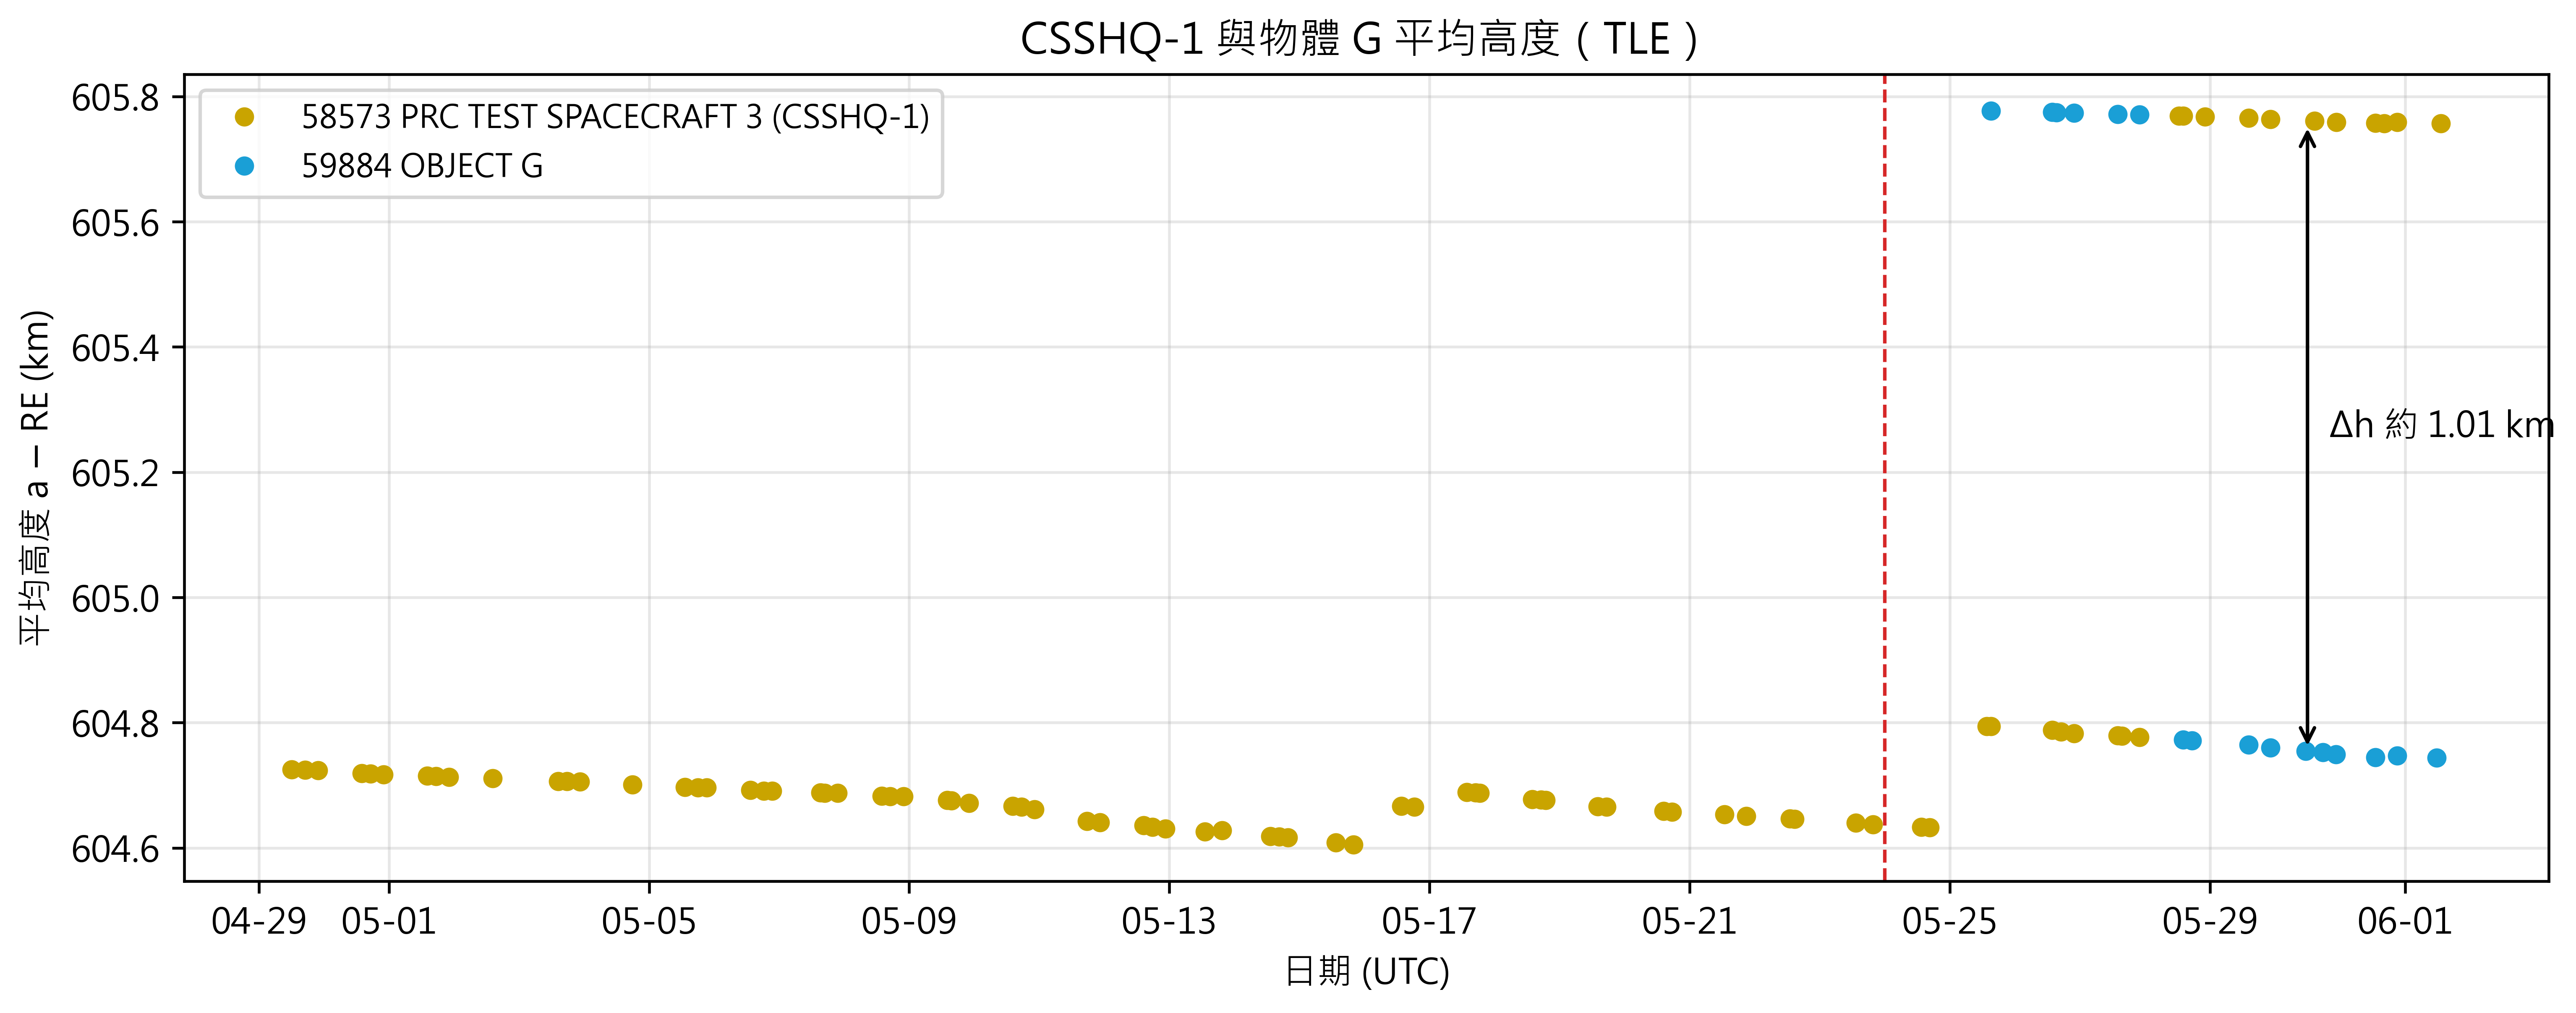 CSSHQ-1 與物體 G 平均高度（TLE）
58573 PRC TEST SPACECRAFT 3 (CSSHQ-1)
59884 OBJECT G
平均高度 a − RE (km)
605.8
605.6
605.4
605.2
605.0
604.8
604.6
Δh 約 1.01 km
04-29 05-01 05-05 05-09 05-13 05-17 05-21 05-25 05-29 06-01
日期 (UTC)